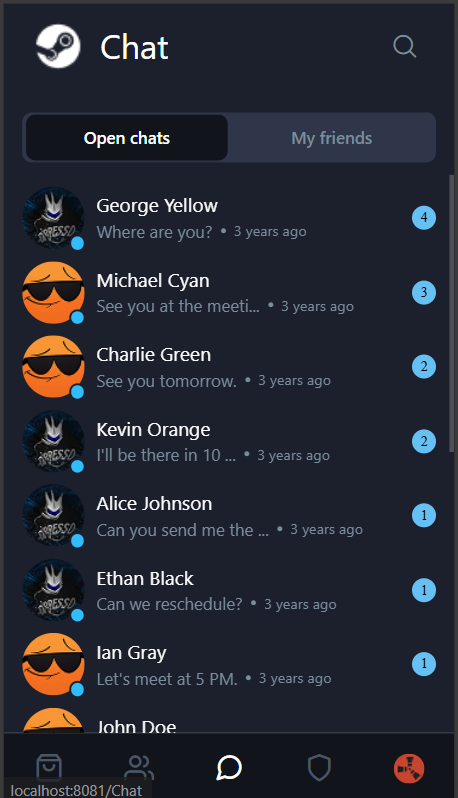 Chat
Open chats
My friends
George Yellow
Where are you? • 3 years ago
4
Michael Cyan
See you at the meeti... • 3 years ago
3
Charlie Green
See you tomorrow. • 3 years ago
2
Kevin Orange
I'll be there in 10 ... • 3 years ago
2
Alice Johnson
Can you send me the ... • 3 years ago
1
Ethan Black
Can we reschedule? • 3 years ago
1
Ian Gray
Let's meet at 5 PM. • 3 years ago
1
John Doe
localhost:8081/Chat